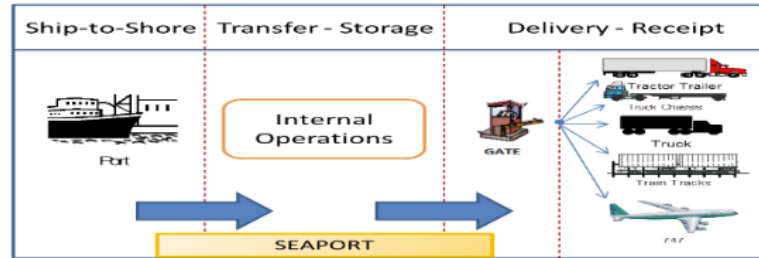 Ship-to-Shore
Transfer - Storage
Delivery - Receipt
Port
Internal
Operations
GATE
Tractor Trailer
Truck Chassis
Truck
Train Tracks
747
SEAPORT